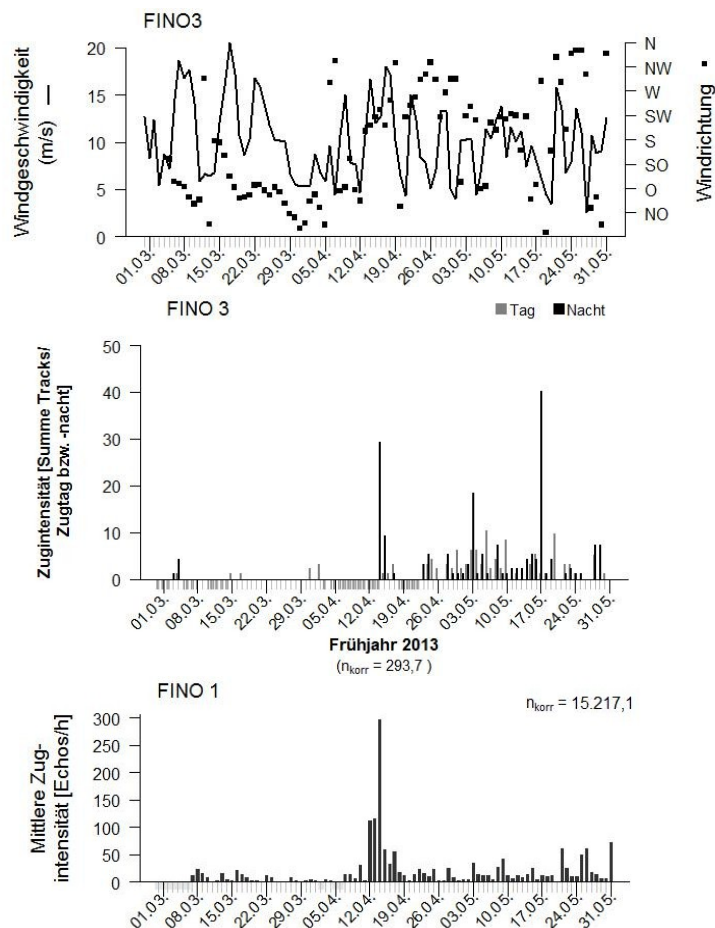 FINO3
Windgeschwindigkeit
(m/s)
20
15
10
5
0
N
NW
W
SW
S
SO
O
NO
Windrichtung
01.03.
08.03.
15.03.
22.03.
29.03.
05.04.
12.04.
19.04.
26.04.
03.05.
10.05.
17.05.
24.05.
31.05.
FINO 3
Tag
Nacht
Zugintensität [Summe Tracks/
Zugtag bzw. -nacht]
50
40
30
20
10
0
01.03.
08.03.
15.03.
22.03.
29.03.
05.04.
12.04.
19.04.
26.04.
03.05.
10.05.
17.05.
24.05.
31.05.
Frühjahr 2013
(nkorr = 293,7 )
FINO 1
nkorr = 15.217,1
Mittlere Zug-
intensität [Echos/h]
300
250
200
150
100
50
0
01.03.
08.03.
15.03.
22.03.
29.03.
05.04.
12.04.
19.04.
26.04.
03.05.
10.05.
17.05.
24.05.
31.05.